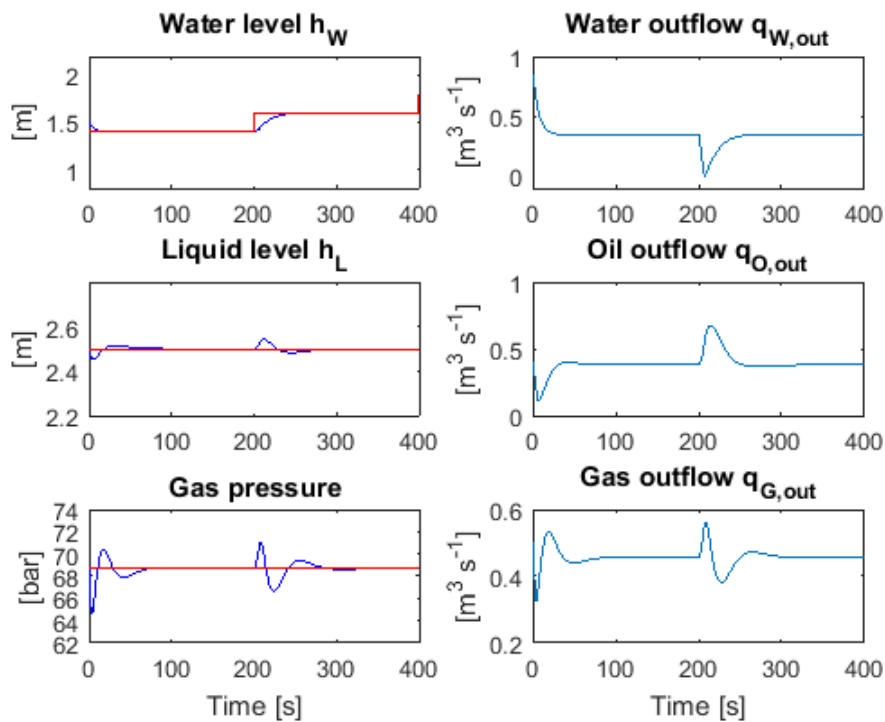 Water level h_W
[m]
2
1.5
1
0 100 200 300 400
Water outflow q_W,out
[m³ s⁻¹]
1
0.5
0
0 100 200 300 400
Liquid level h_L
[m]
2.6
2.4
2.2
0 100 200 300 400
Oil outflow q_O,out
[m³ s⁻¹]
1
0.5
0
0 100 200 300 400
Gas pressure
[bar]
74
72
70
68
66
64
62
0 100 200 300 400
Time [s]
Gas outflow q_G,out
[m³ s⁻¹]
0.6
0.4
0.2
0 100 200 300 400
Time [s]